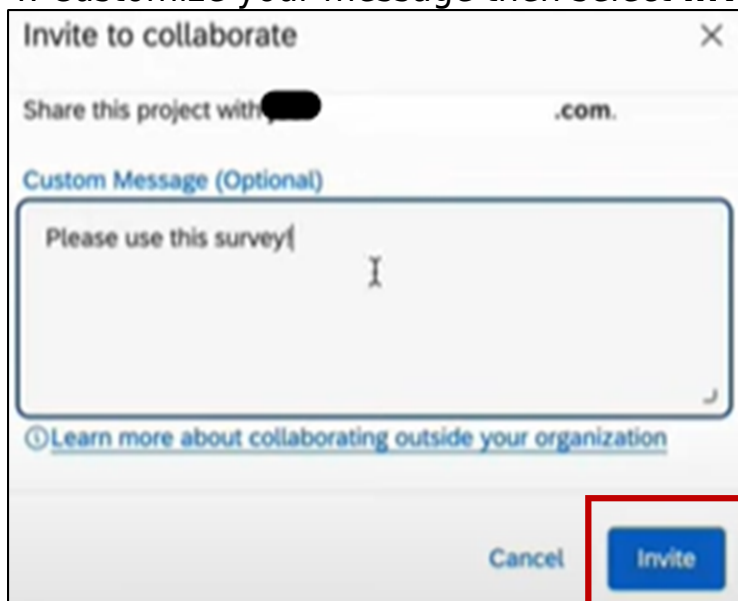 Invite to collaborate
Share this project with .com.
Custom Message (Optional)
Please use this survey!
Learn more about collaborating outside your organization
Cancel Invite